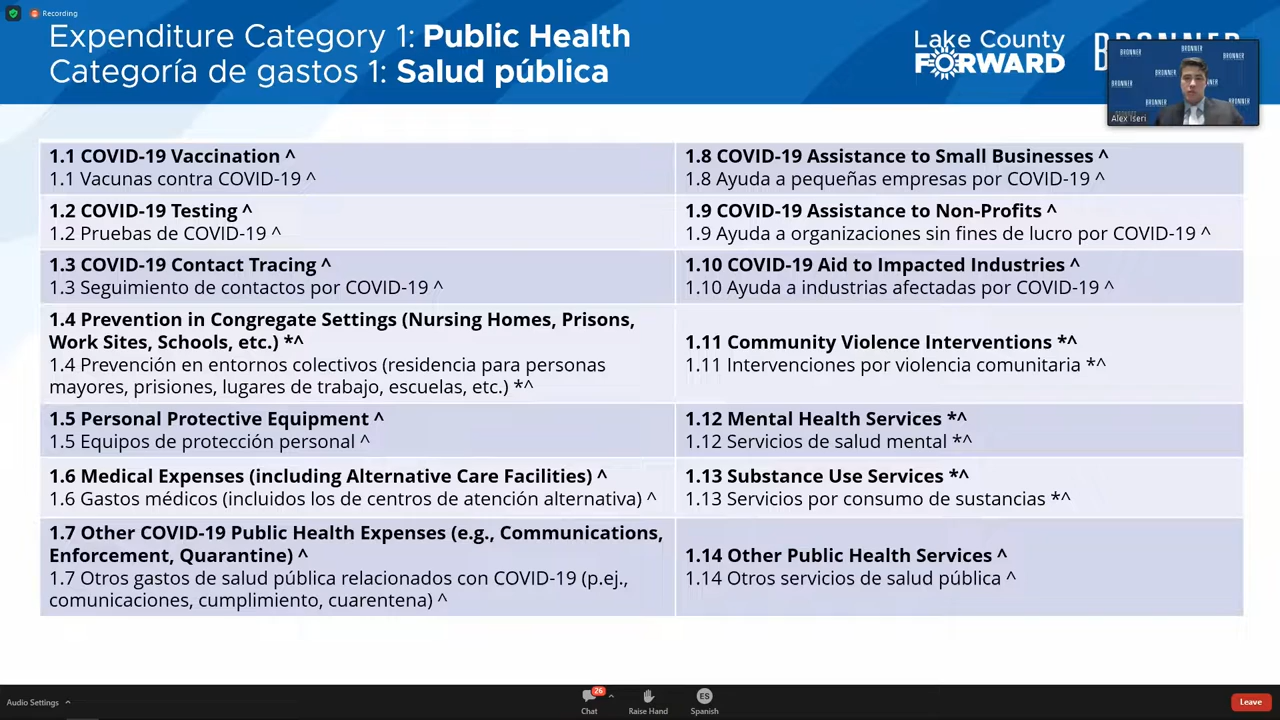 Recording
Expenditure Category 1: Public Health
Categoría de gastos 1: Salud pública
Lake County
FORWARD
BRONNER
BRONNER
BRONNER
BRONNER
BRONNER
BRONNER
Alex Iseri
1.1 COVID-19 Vaccination ^
1.1 Vacunas contra COVID-19 ^
1.2 COVID-19 Testing ^
1.2 Pruebas de COVID-19 ^
1.3 COVID-19 Contact Tracing ^
1.3 Seguimiento de contactos por COVID-19 ^
1.4 Prevention in Congregate Settings (Nursing Homes, Prisons,
Work Sites, Schools, etc.) *^
1.4 Prevención en entornos colectivos (residencia para personas
mayores, prisiones, lugares de trabajo, escuelas, etc.) *^
1.5 Personal Protective Equipment ^
1.5 Equipos de protección personal ^
1.6 Medical Expenses (including Alternative Care Facilities) ^
1.6 Gastos médicos (incluidos los de centros de atención alternativa) ^
1.7 Other COVID-19 Public Health Expenses (e.g., Communications,
Enforcement, Quarantine) ^
1.7 Otros gastos de salud pública relacionados con COVID-19 (p.ej.,
comunicaciones, cumplimiento, cuarentena) ^
1.8 COVID-19 Assistance to Small Businesses ^
1.8 Ayuda a pequeñas empresas por COVID-19 ^
1.9 COVID-19 Assistance to Non-Profits ^
1.9 Ayuda a organizaciones sin fines de lucro por COVID-19 ^
1.10 COVID-19 Aid to Impacted Industries ^
1.10 Ayuda a industrias afectadas por COVID-19 ^
1.11 Community Violence Interventions *^
1.11 Intervenciones por violencia comunitaria *^
1.12 Mental Health Services *^
1.12 Servicios de salud mental *^
1.13 Substance Use Services *^
1.13 Servicios por consumo de sustancias *^
1.14 Other Public Health Services ^
1.14 Otros servicios de salud pública ^
Audio Settings
26
Chat
Raise Hand
ES
Spanish
Leave